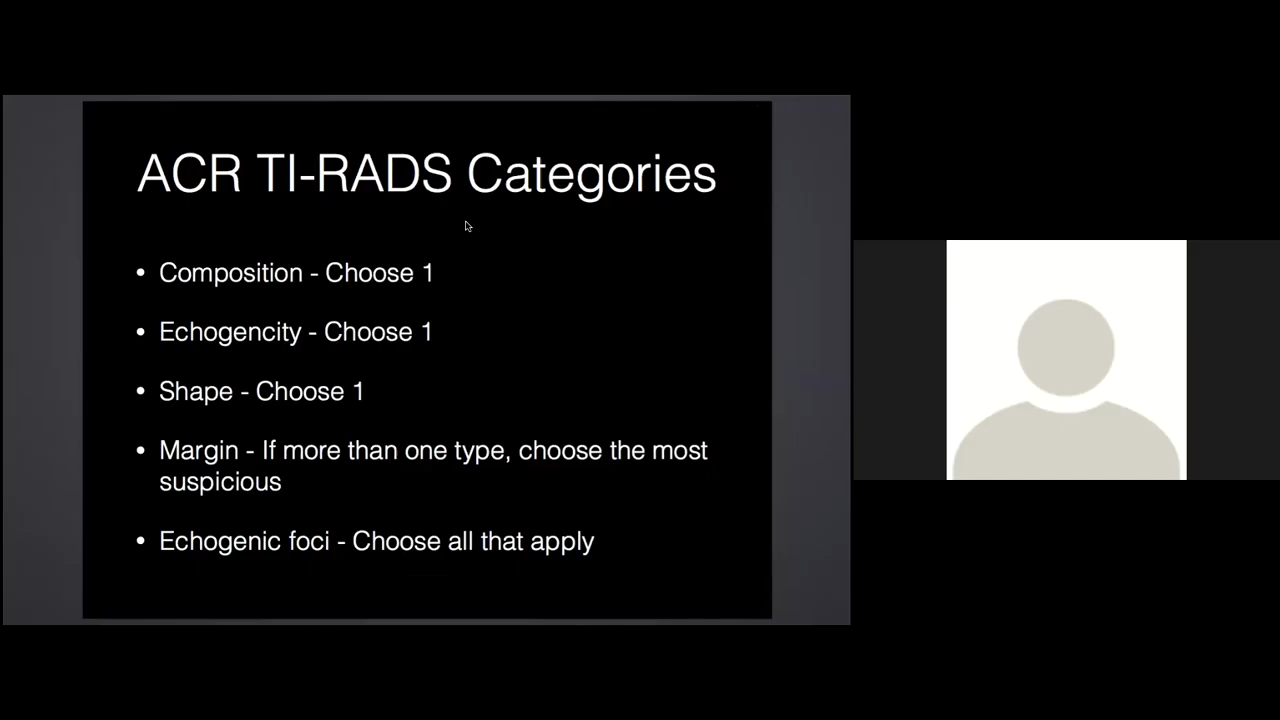 ACR TI-RADS Categories
• Composition - Choose 1
• Echogencity - Choose 1
• Shape - Choose 1
• Margin - If more than one type, choose the most
suspicious
• Echogenic foci - Choose all that apply